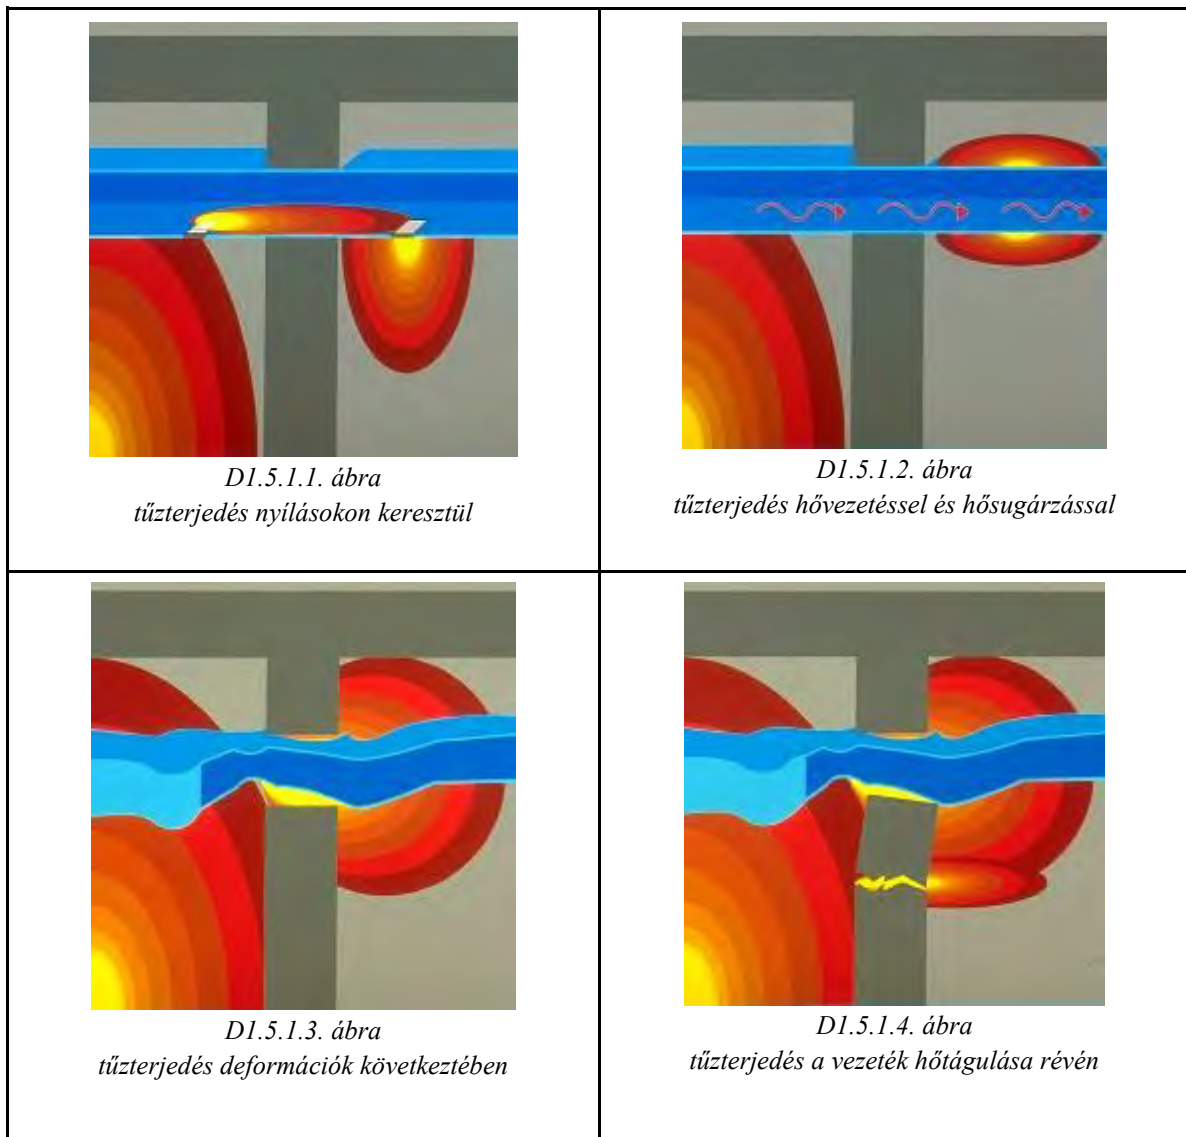 D1.5.1.1. ábra
tűzterjedés nyílásokon keresztül
D1.5.1.2. ábra
tűzterjedés hővezetéssel és hősugárzással
D1.5.1.3. ábra
tűzterjedés deformációk következtében
D1.5.1.4. ábra
tűzterjedés a vezeték hőtágulása révén